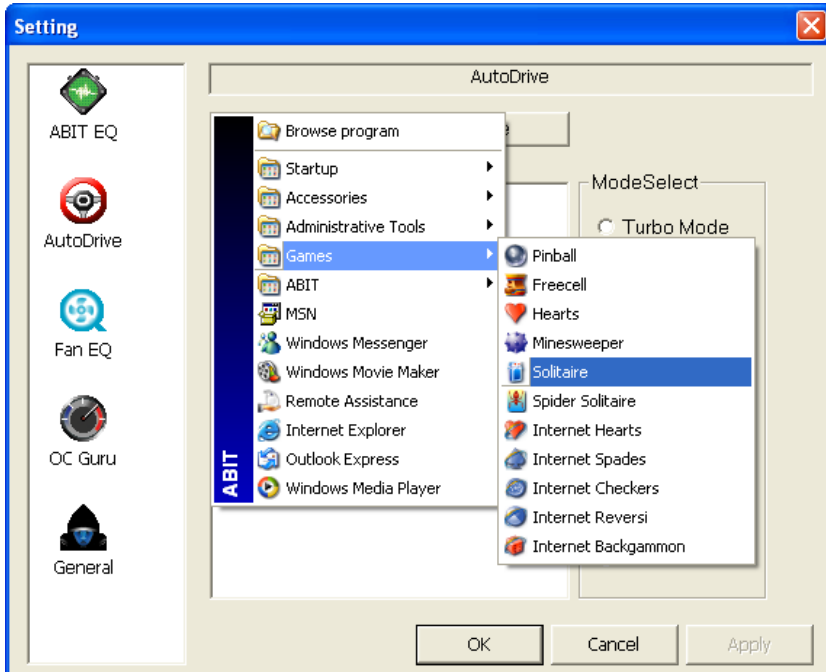 Setting
ABIT EQ
AutoDrive
Fan EQ
OC Guru
General
AutoDrive
Browse program
Startup
Accessories
Administrative Tools
Games
ABIT
MSN
Windows Messenger
Windows Movie Maker
Remote Assistance
Internet Explorer
Outlook Express
Windows Media Player
ABIT
ModeSelect
Turbo Mode
Pinball
Freecell
Hearts
Minesweeper
Solitaire
Spider Solitaire
Internet Hearts
Internet Spades
Internet Checkers
Internet Reversi
Internet Backgammon
OK
Cancel
Apply